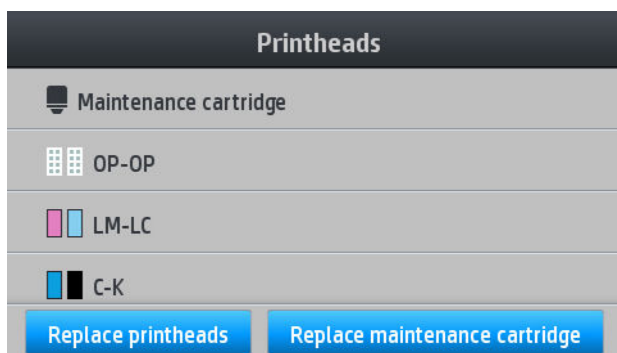 Printheads
Maintenance cartridge
OP-OP
LM-LC
C-K
Replace printheads
Replace maintenance cartridge